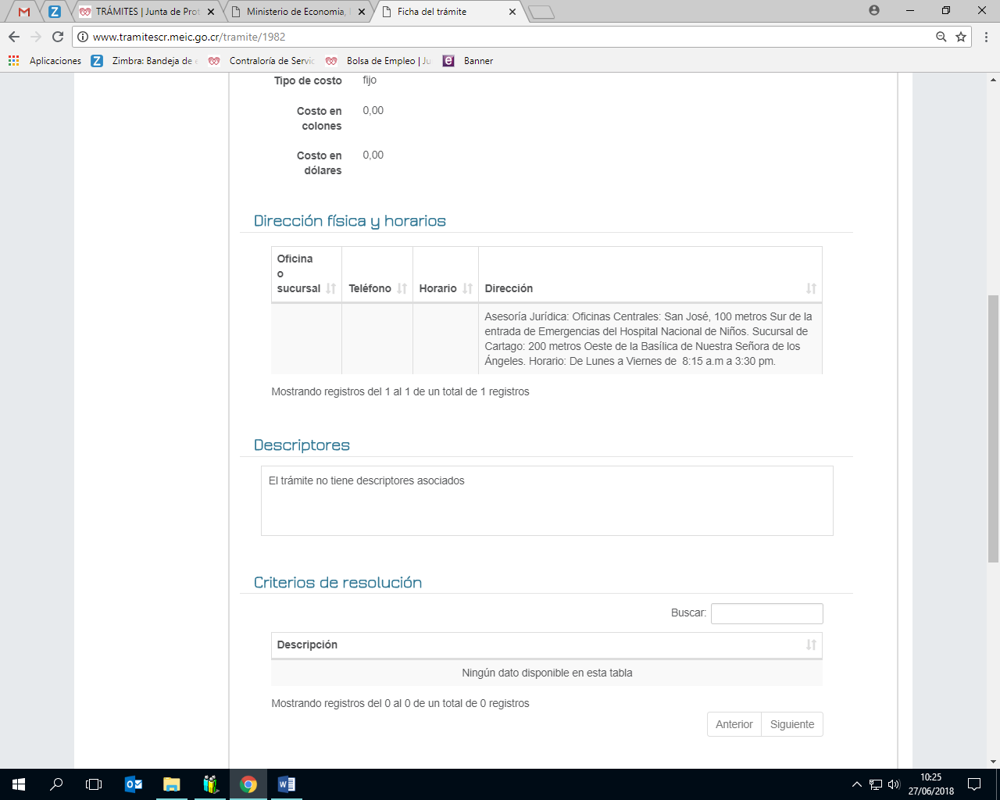 TRÁMITES | Junta de Prot
Ministerio de Economia,
Ficha del trámite
www.tramitescr.meic.go.cr/tramite/1982
Aplicaciones
Zimbra: Bandeja de e
Contraloría de Servic
Bolsa de Empleo | Ju
Banner
Tipo de costo fijo
Costo en 0,00
colones
Costo en 0,00
dólares
Dirección física y horarios
Oficina
o
sucursal Teléfono Horario Dirección
Asesoría Jurídica: Oficinas Centrales: San José, 100 metros Sur de la
entrada de Emergencias del Hospital Nacional de Niños. Sucursal de
Cartago: 200 metros Oeste de la Basílica de Nuestra Señora de los
Ángeles. Horario: De Lunes a Viernes de  8:15 a.m a 3:30 pm.
Mostrando registros del 1 al 1 de un total de 1 registros
Descriptores
El trámite no tiene descriptores asociados
Criterios de resolución
Buscar:
Descripción
Ningún dato disponible en esta tabla
Mostrando registros del 0 al 0 de un total de 0 registros
Anterior Siguiente
10:25
27/06/2018